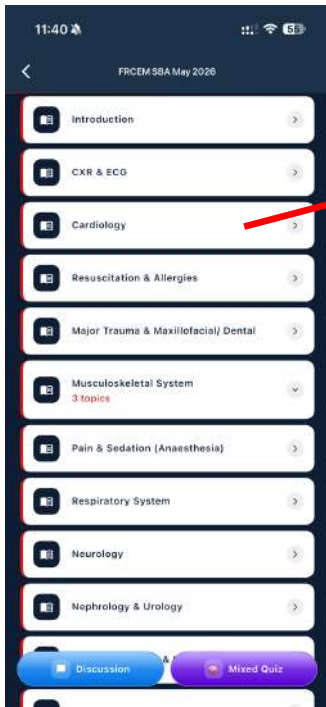 11:40
55
FRCEM SBA May 2026
Introduction
CXR & ECG
Cardiology
Resuscitation & Allergies
Major Trauma & Maxillofacial/ Dental
Musculoskeletal System
3 topics
Pain & Sedation (Anaesthesia)
Respiratory System
Neurology
Nephrology & Urology
&
Discussion
Mixed Quiz